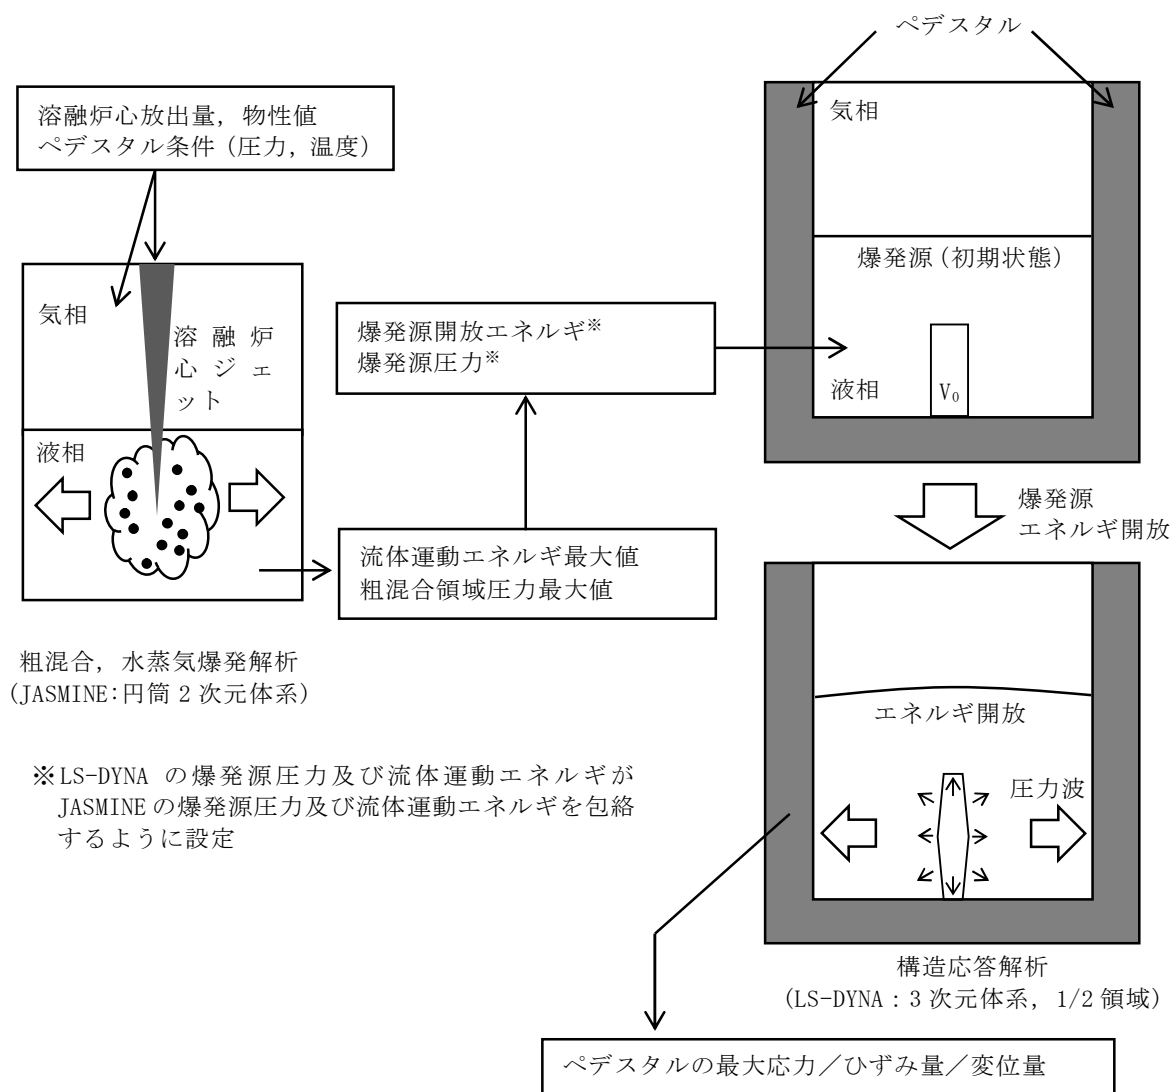 ペデスタル
溶融炉心放出量,物性値
ペデスタル条件(圧力,温度)
気相
溶融炉
心ジェ
ット
液相
粗混合,水蒸気爆発解析
(JASMINE:円筒2次元体系)
流体運動エネルギ最大値
粗混合領域圧力最大値
爆発源開放エネルギ※
爆発源圧力※
気相
爆発源(初期状態)
液相
V₀
爆発源
エネルギ開放
エネルギ開放
圧力波
構造応答解析
(LS-DYNA:3次元体系,1/2領域)
※LS-DYNA の爆発源圧力及び流体運動エネルギが
JASMINEの爆発源圧力及び流体運動エネルギを包絡
するように設定
ペデスタルの最大応力/ひずみ量/変位量